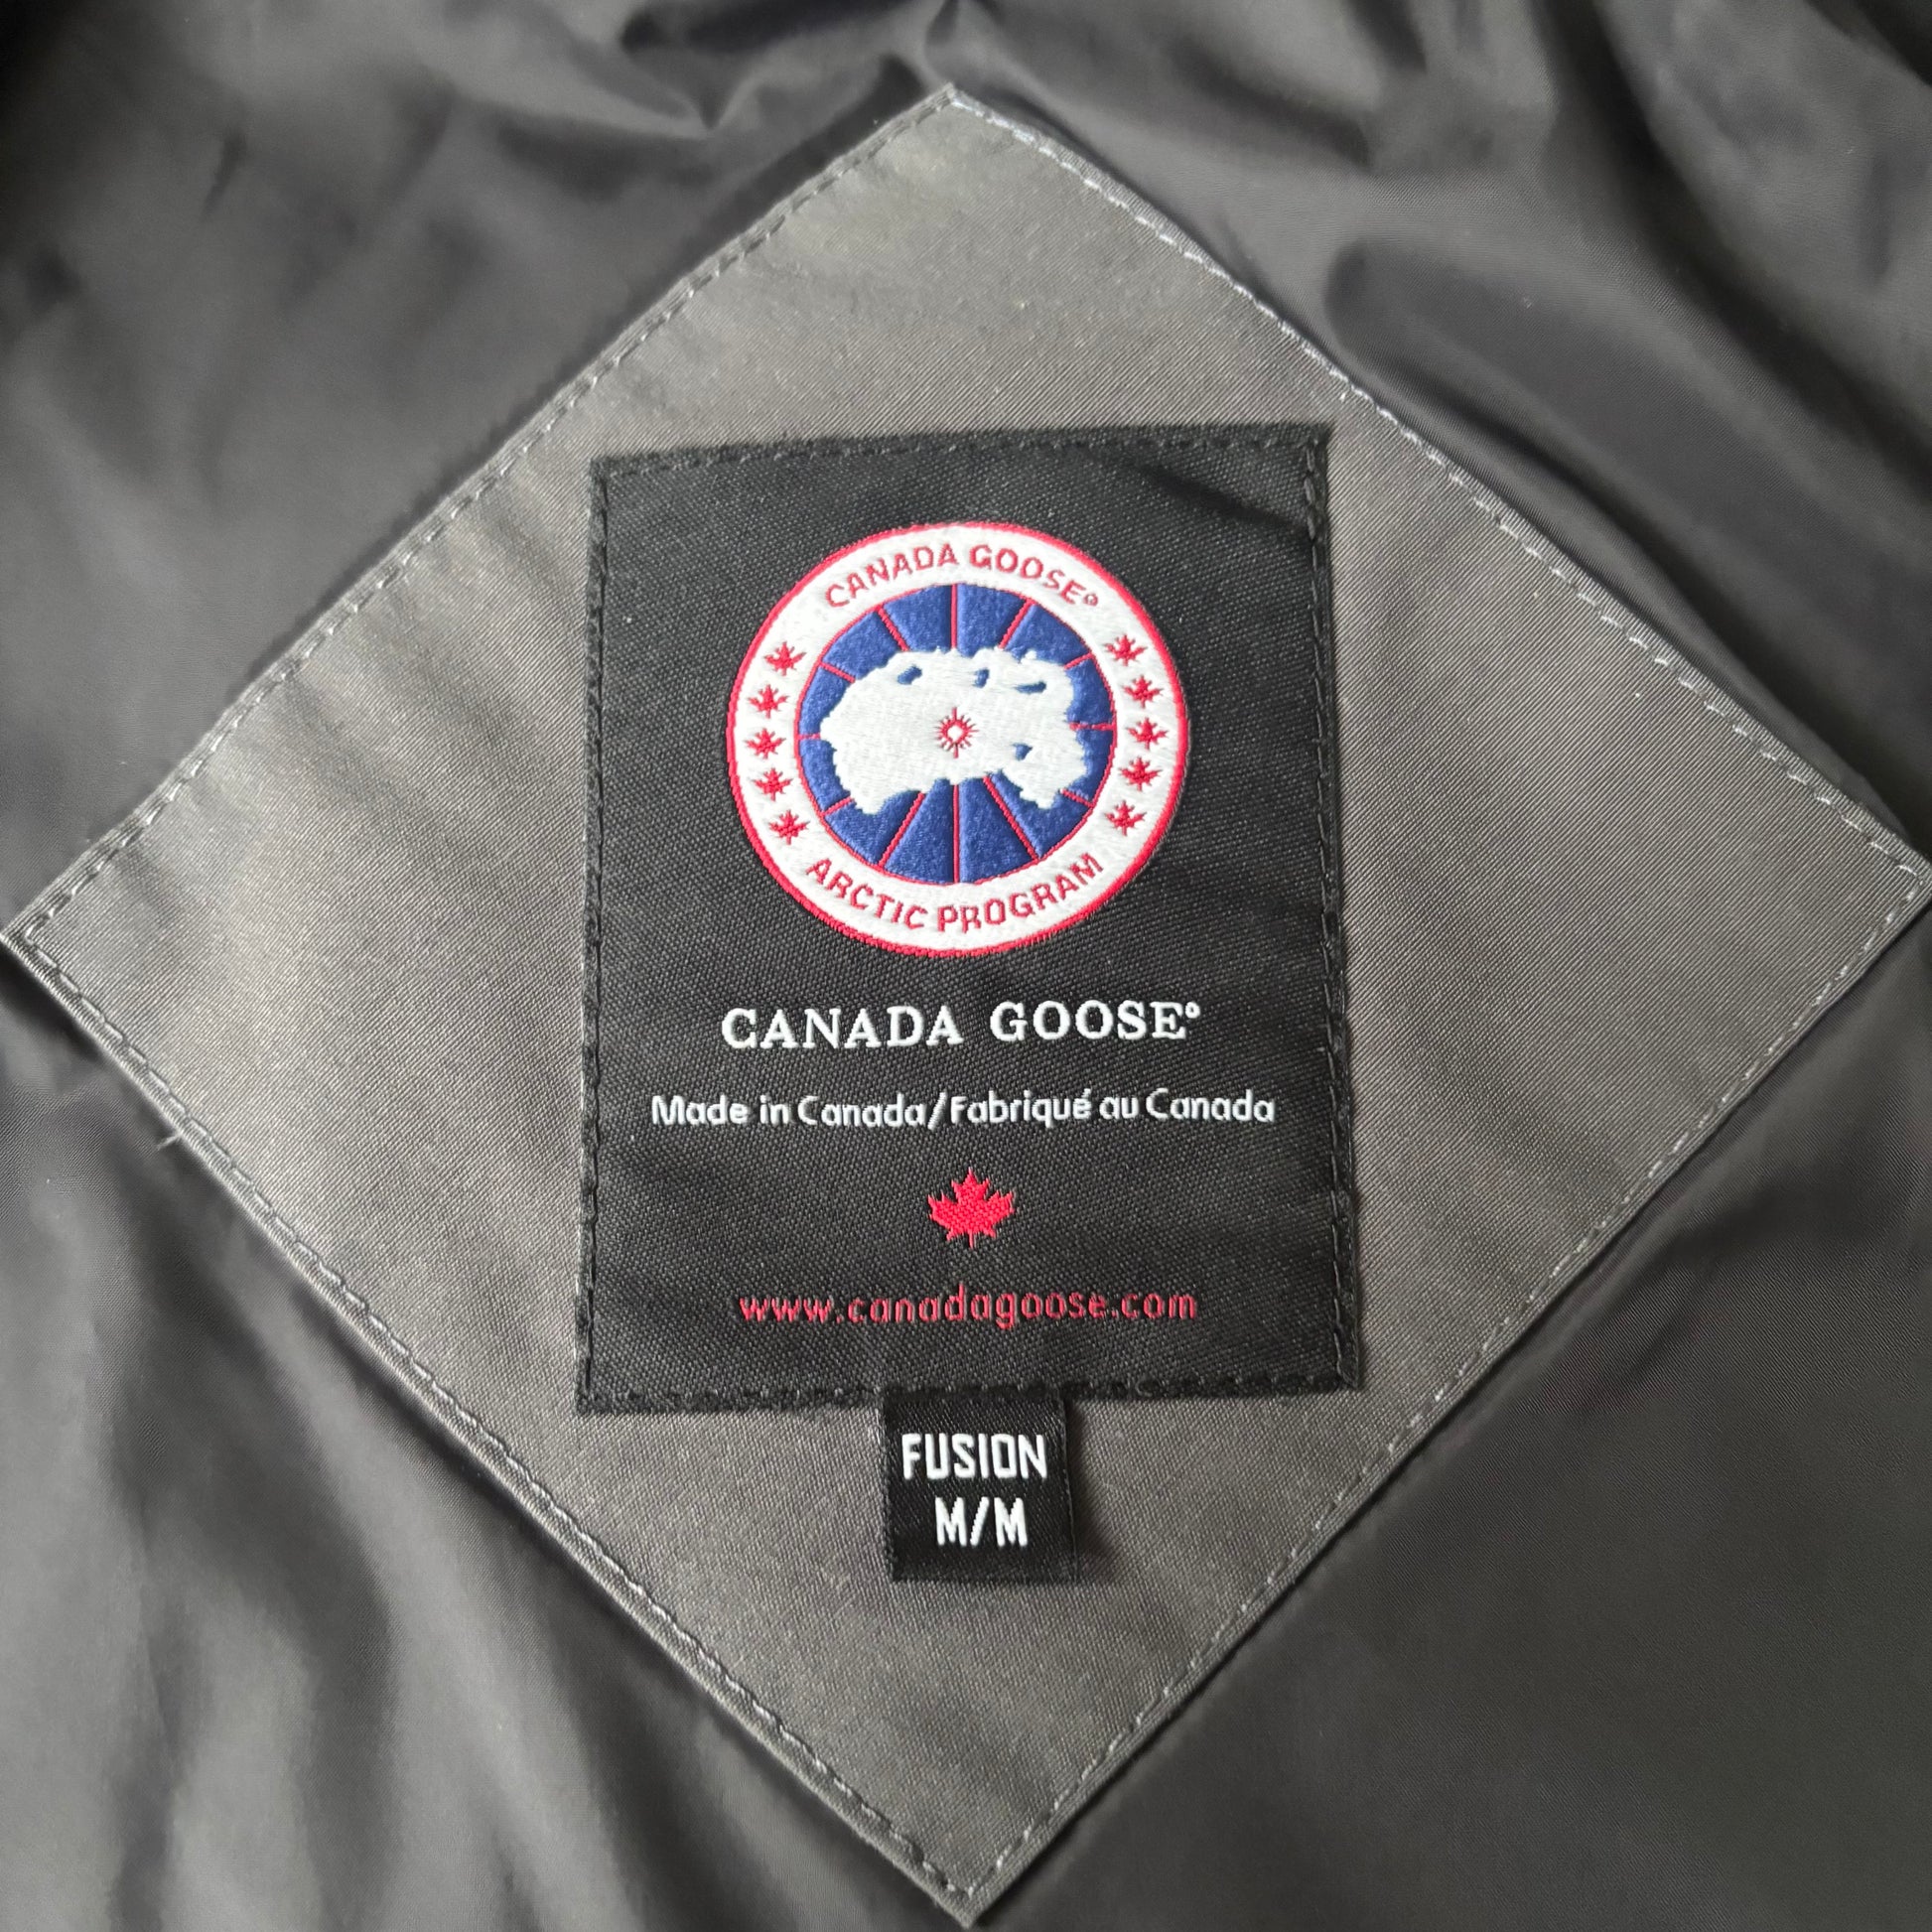 CANADA GOOSE®
ARCTIC PROGRAM
CANADA GOOSE®
Made in Canada/Fabriqué au Canada
www.canadagoose.com
FUSION
M/M